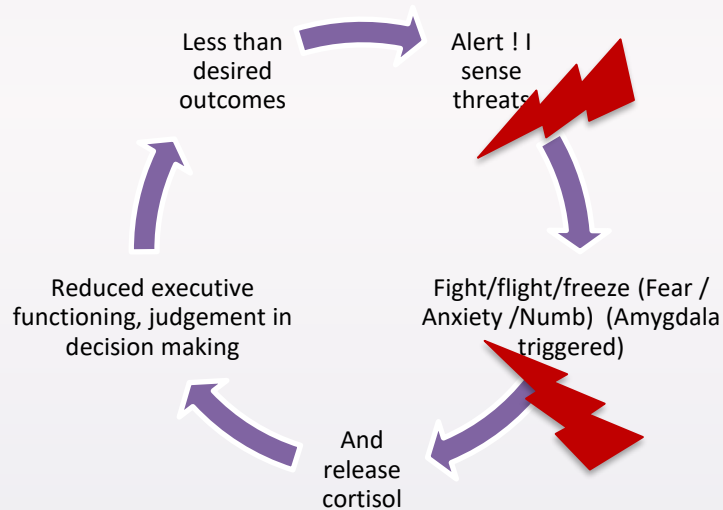 Less than
desired
outcomes
Alert ! I
sense
threats
Fight/flight/freeze (Fear /
Anxiety /Numb) (Amygdala
triggered)
And
release
cortisol
Reduced executive
functioning, judgement in
decision making